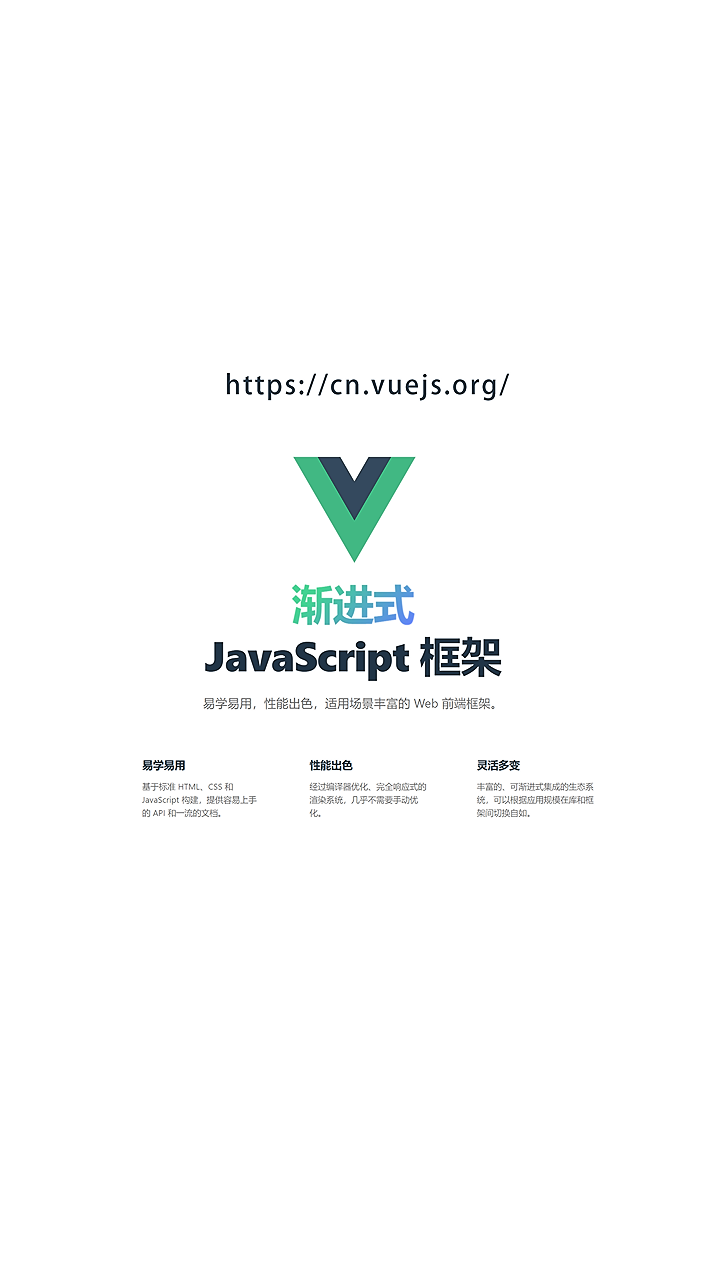 https://cn.vuejs.org/
渐进式
JavaScript 框架
易学易用，性能出色，适用场景丰富的 Web 前端框架。
易学易用
基于标准 HTML、CSS 和
JavaScript 构建，提供容易上手
的 API 和一流的文档。
性能出色
经过编译器优化、完全响应式的
渲染系统，几乎不需要手动优
化。
灵活多变
丰富的、可渐进式集成的生态系
统，可以根据应用规模在库和框
架间切换自如。